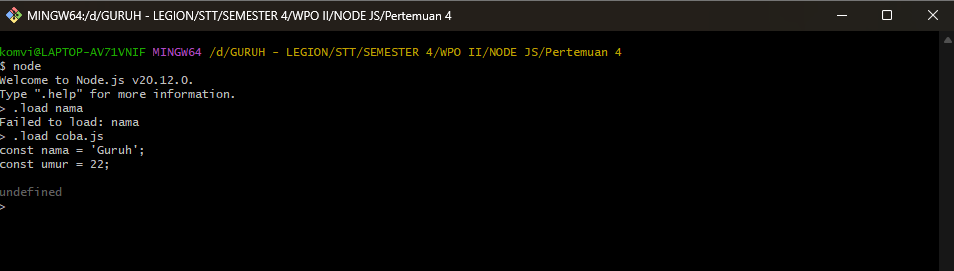 MINGW64:/d/GURUH - LEGION/STT/SEMESTER 4/WPO II/NODE JS/Pertemuan 4
komvi@LAPTOP-AV71VNIF MINGW64 /d/GURUH - LEGION/STT/SEMESTER 4/WPO II/NODE JS/Pertemuan 4
$ node
Welcome to Node.js v20.12.0.
Type ".help" for more information.
> .load nama
Failed to load: nama
> .load coba.js
const nama = 'Guruh';
const umur = 22;
undefined
>